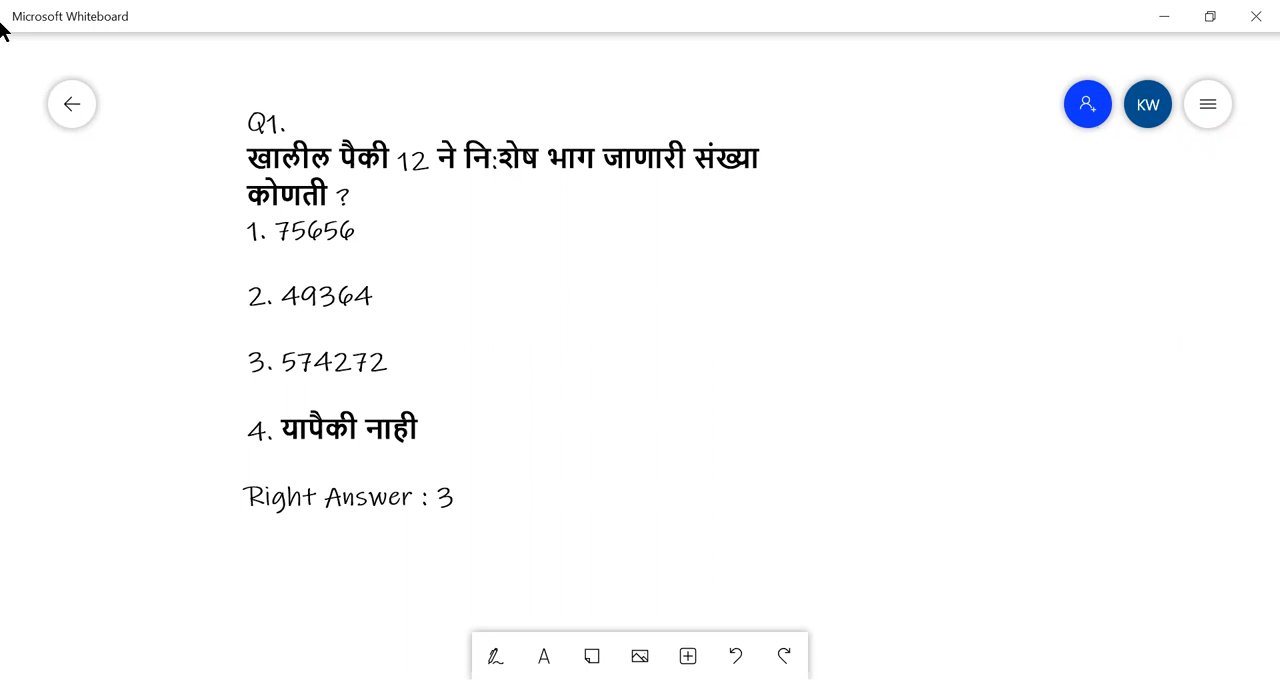 Microsoft Whiteboard
KW
Q1.
खालील पैकी 12 ने नि:शेष भाग जाणारी संख्या
कोणती ?
1. 75656
2. 49364
3. 574272
4. यापैकी नाही
Right Answer : 3